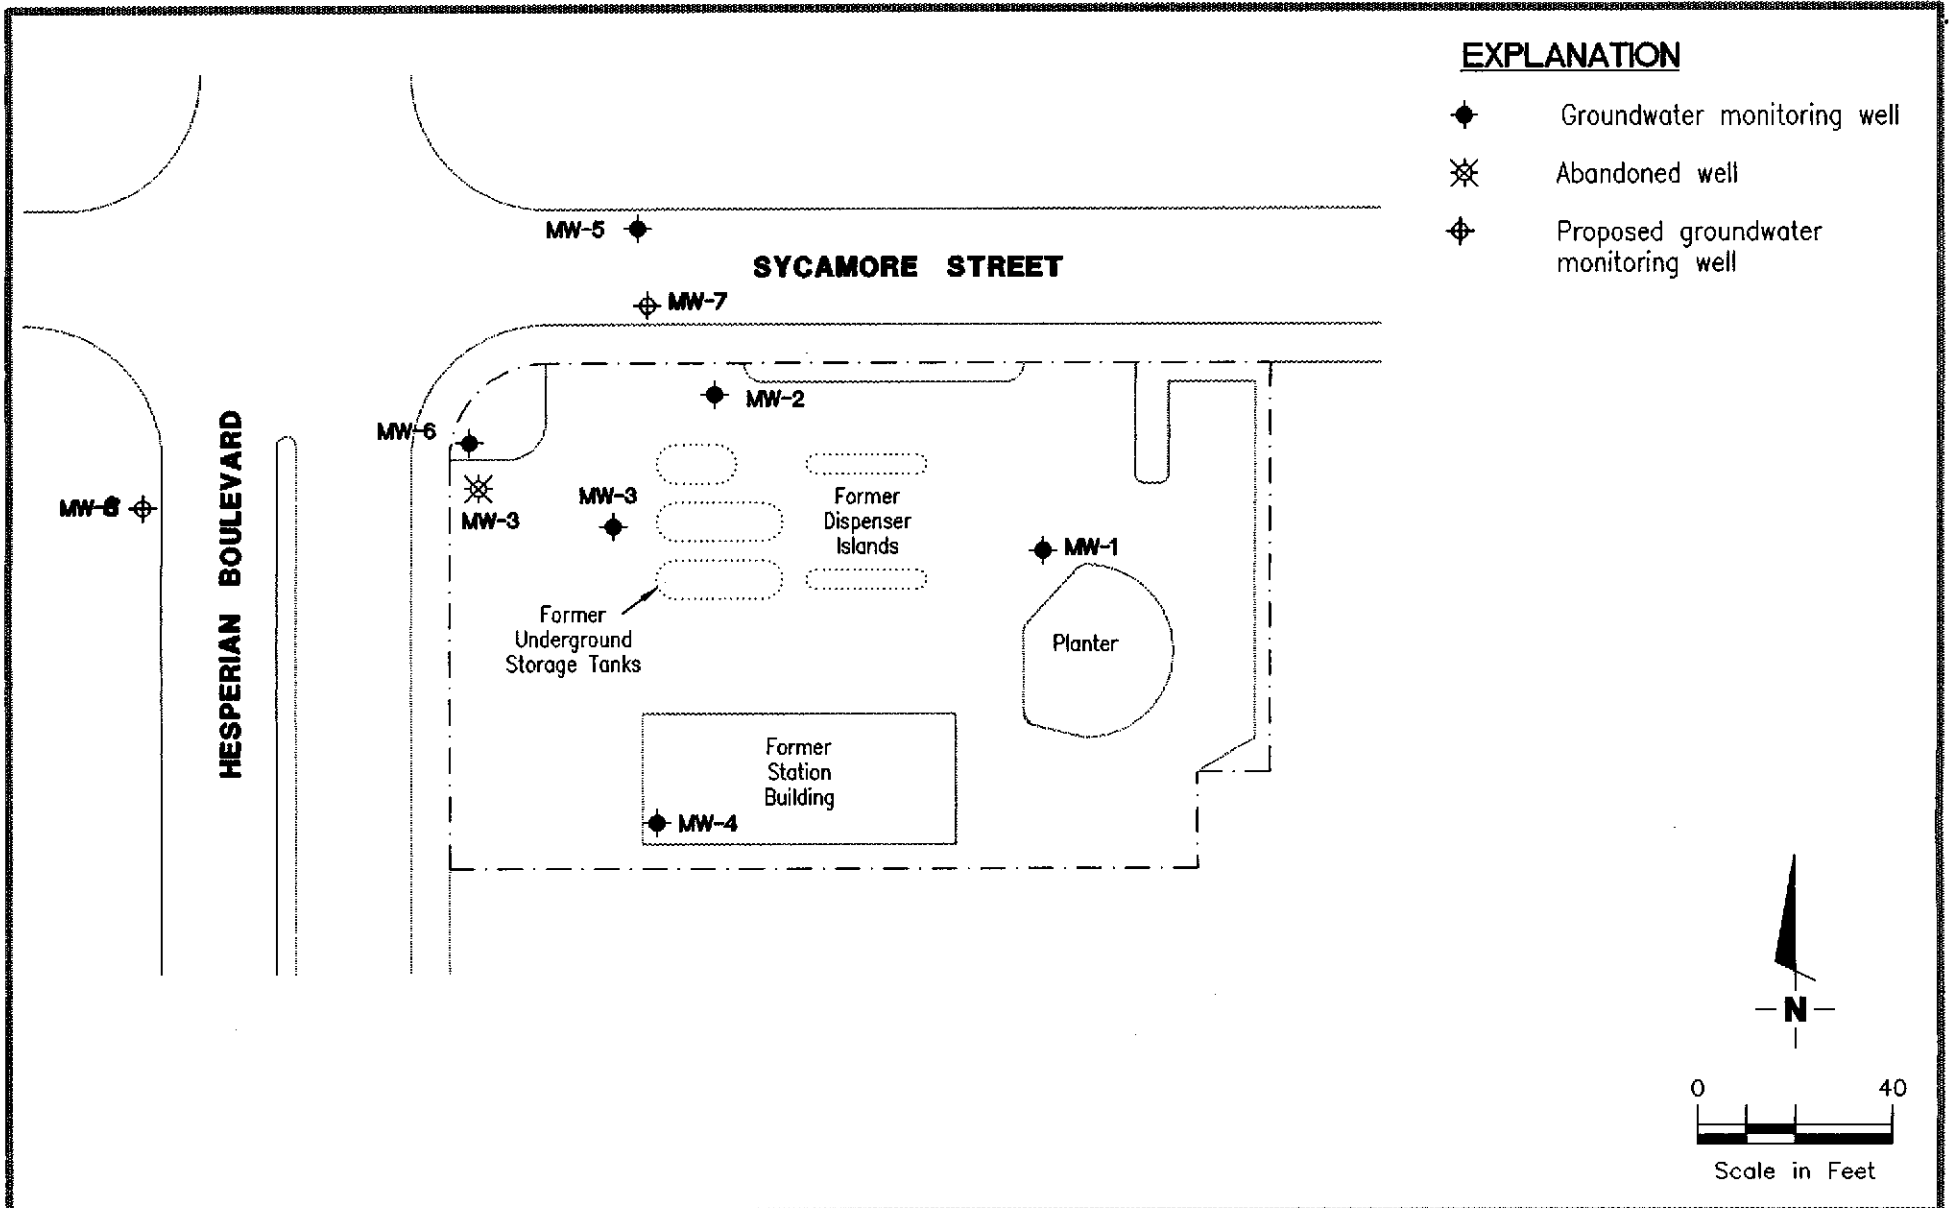 EXPLANATION
Groundwater monitoring well
Abandoned well
Proposed groundwater
monitoring well
MW-5
SYCAMORE STREET
MW-7
MW-2
MW-6
MW-3
MW-3
MW-8
HESPERIAN BOULEVARD
Former
Dispenser
Islands
MW-1
Former
Underground
Storage Tanks
Planter
Former
Station
Building
MW-4
N
0 40
Scale in Feet